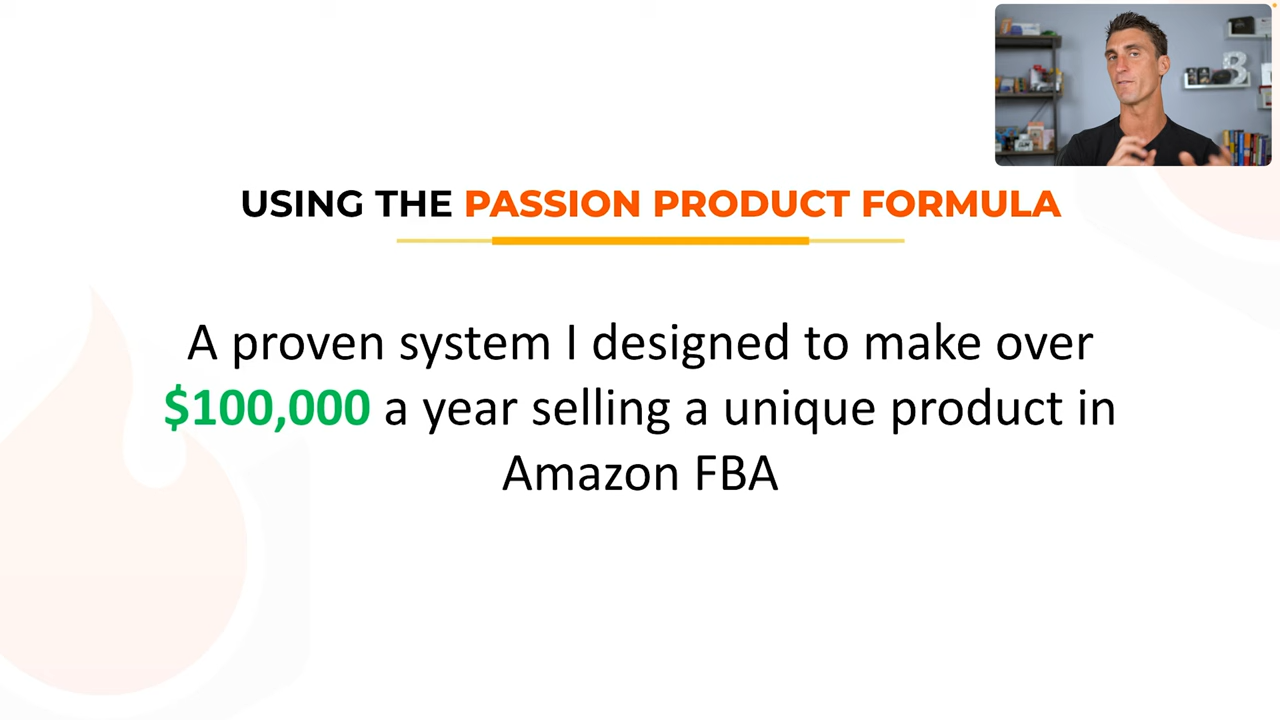 USING THE PASSION PRODUCT FORMULA
A proven system I designed to make over
$100,000 a year selling a unique product in
Amazon FBA